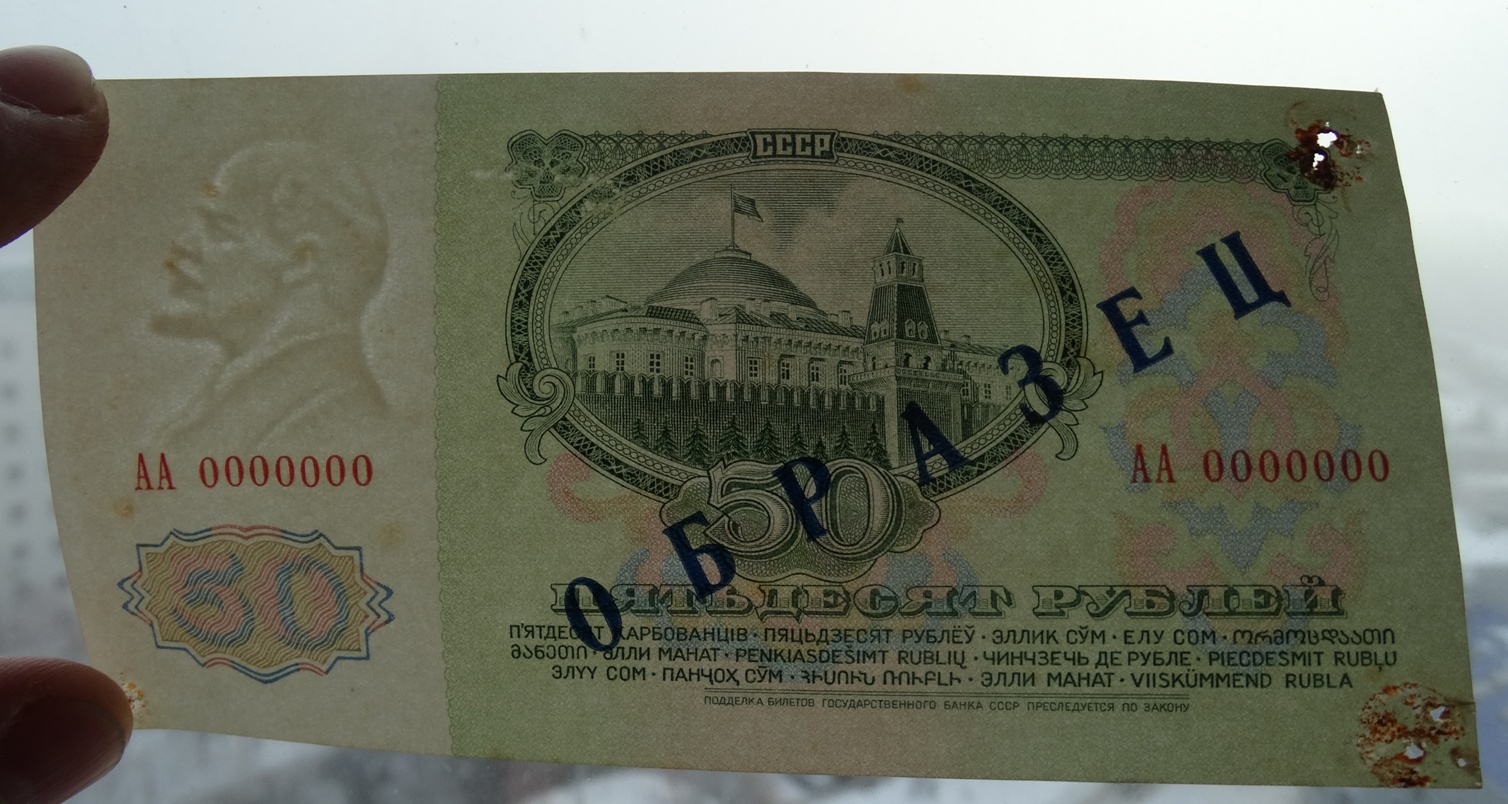 СССР
ОБРАЗЕЦ
АА 0000000
АА 0000000
50
50
ПЯТЬДЕСЯТ РУБЛЕЙ
П'ЯТДЕСЯТ КАРБОВАНЦІВ · ПЯЦЬДЗЕСЯТ РУБЛЁЎ · ЭЛЛИК СЎМ · ЕЛУ СОМ · ᲝᲠᲛᲝᲪᲓᲐᲐᲗᲘ
ᲛᲐᲜᲔᲗᲘ · ЭЛЛИ МАНАТ · PENKIASDEŠIMT RUBLIŲ · ЧИНЧЗЕЧЬ ДЕ РУБЛЕ · PIECDESMIT RUBĻU
ЭЛҮҮ СОМ · ПАНҶОҲ СӮМ · ՀԻՍՈՒՆ ՌՈՒԲԼԻ · ЭЛЛИ МАНАТ · VIISKÜMMEND RUBLA
ПОДДЕЛКА БИЛЕТОВ ГОСУДАРСТВЕННОГО БАНКА СССР ПРЕСЛЕДУЕТСЯ ПО ЗАКОНУ